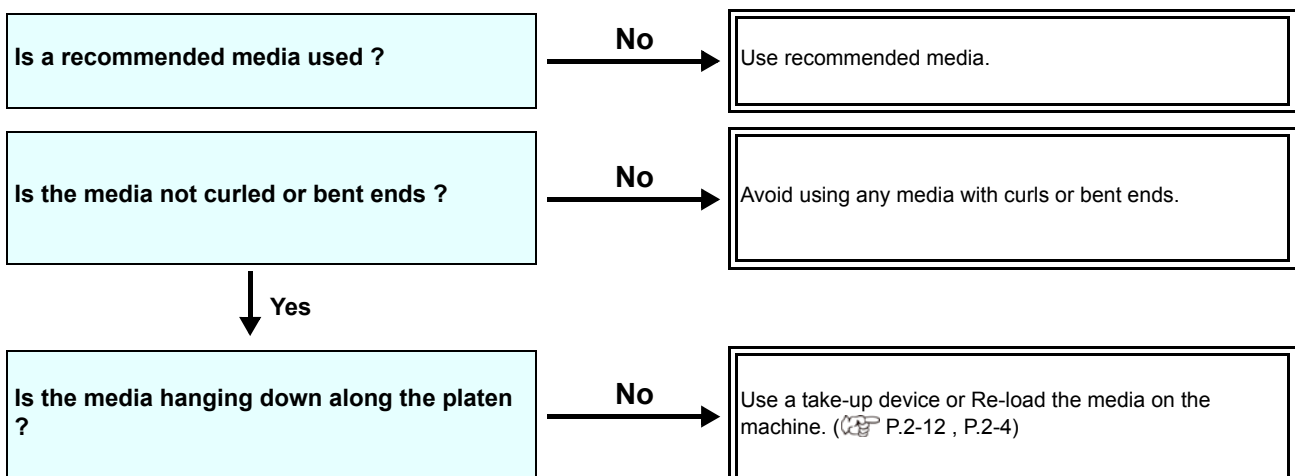 Is a recommended media used ?
No
Use recommended media.
Is the media not curled or bent ends ?
No
Avoid using any media with curls or bent ends.
Yes
Is the media hanging down along the platen
?
No
Use a take-up device or Re-load the media on the
machine. ( P.2-12 , P.2-4)